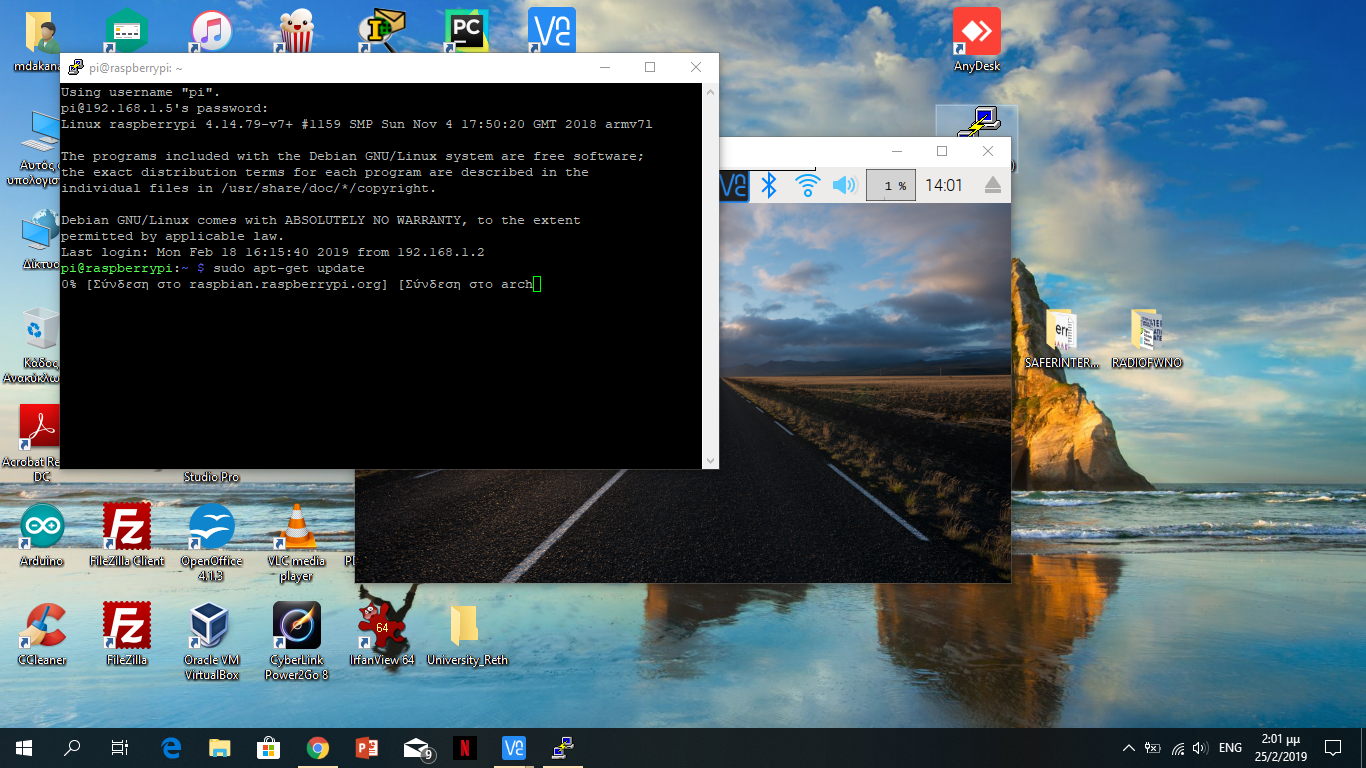 mdakana
AnyDesk
pi@raspberrypi: ~
Using username "pi".
pi@192.168.1.5's password:
Linux raspberrypi 4.14.79-v7+ #1159 SMP Sun Nov 4 17:50:20 GMT 2018 armv7l
The programs included with the Debian GNU/Linux system are free software;
the exact distribution terms for each program are described in the
individual files in /usr/share/doc/*/copyright.
Debian GNU/Linux comes with ABSOLUTELY NO WARRANTY, to the extent
permitted by applicable law.
Last login: Mon Feb 18 16:15:40 2019 from 192.168.1.2
pi@raspberrypi:~ $ sudo apt-get update
0% [Σύνδεση στο raspbian.raspberrypi.org] [Σύνδεση στο arch
1 %
14:01
Αυτός ο
υπολογισ
Δίκτυο
Κάδος
Ανακύκλω
SAFERINTER...
RADIOFWNO
Acrobat Re
DC
Studio Pro
Arduino
FileZilla Client
OpenOffice
4.1.3
VLC media
player
CCleaner
FileZilla
Oracle VM
VirtualBox
CyberLink
Power2Go 8
64
IrfanView 64
University_Reth
9
ENG
2:01 μμ
25/2/2019